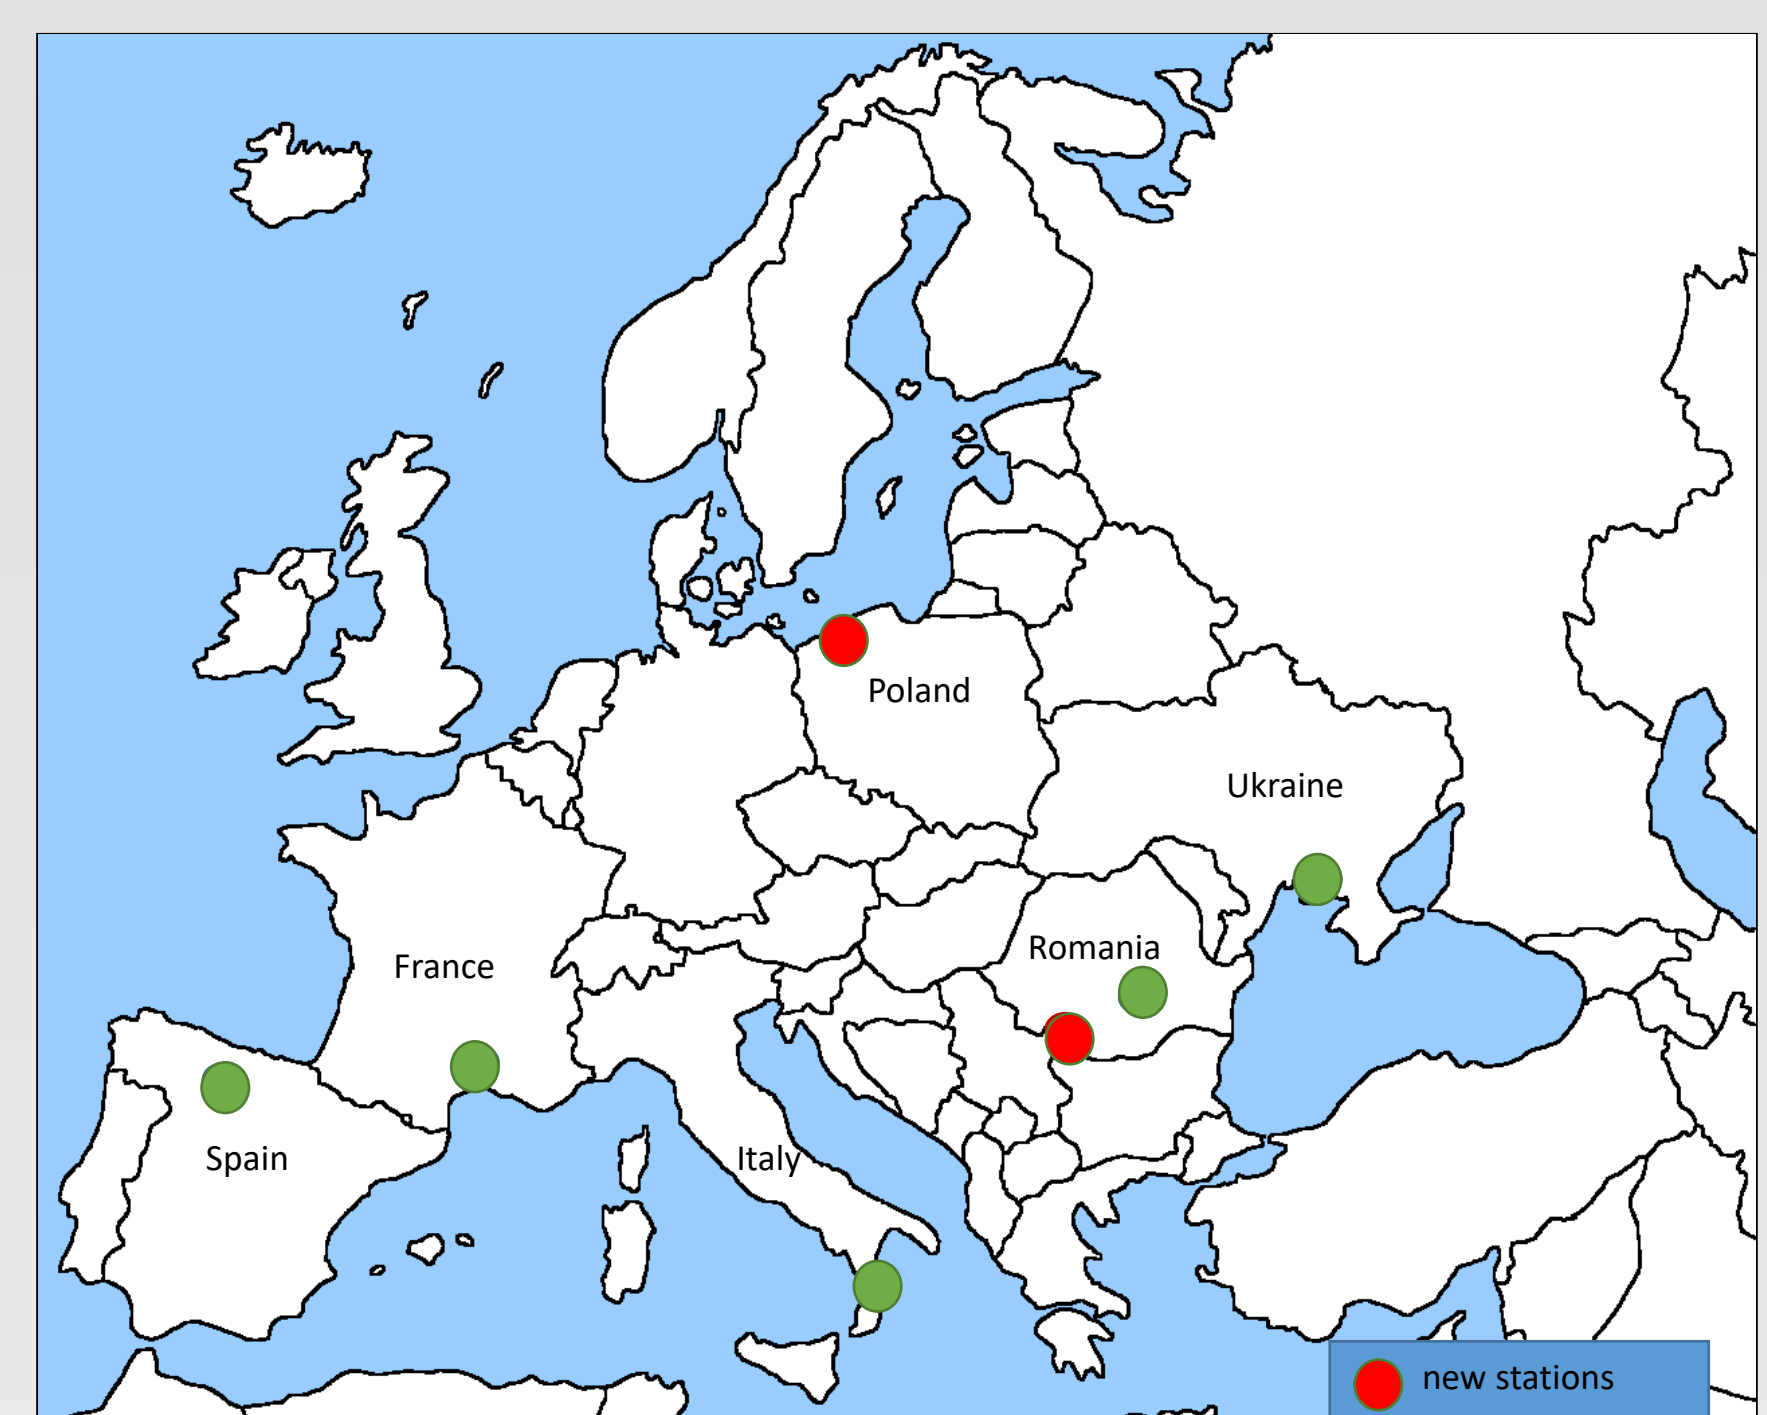 Poland
Ukraine
Romania
France
Spain
Italy
new stations